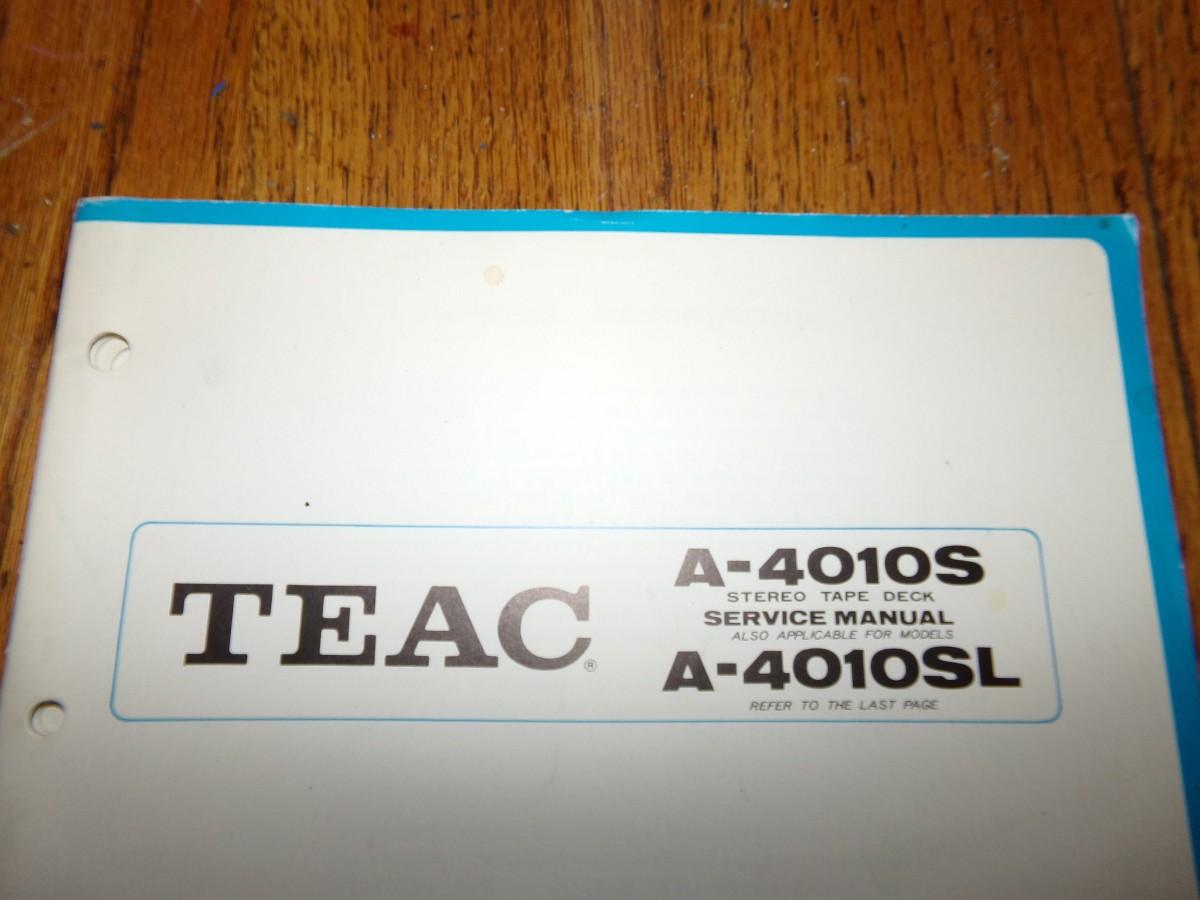 TEAC®
A-4010S
STEREO TAPE DECK
SERVICE MANUAL
ALSO APPLICABLE FOR MODELS
A-4010SL
REFER TO THE LAST PAGE